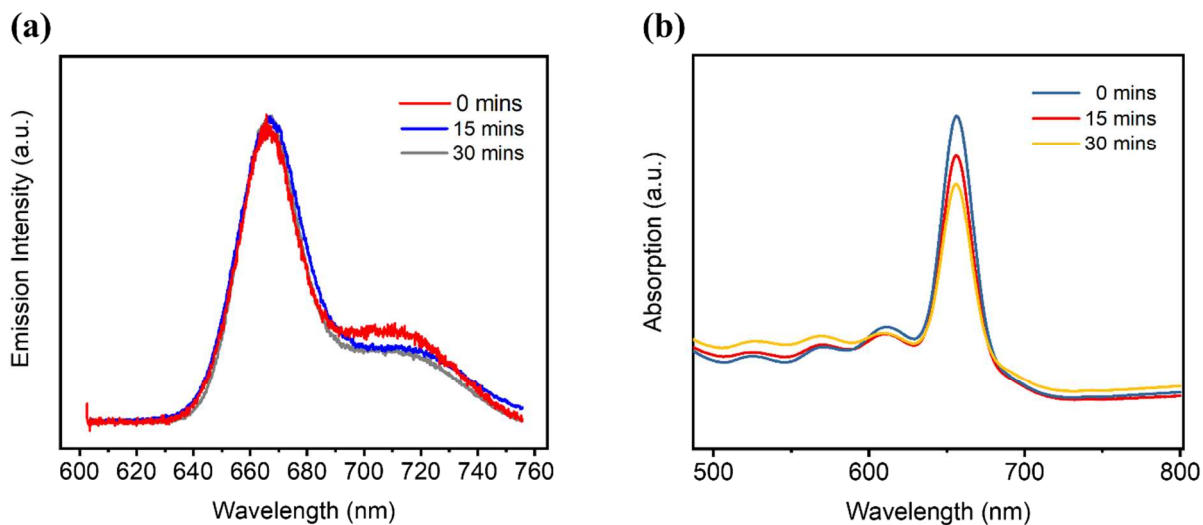 (a)
Emission Intensity (a.u.)
0 mins
15 mins
30 mins
600 620 640 660 680 700 720 740 760
Wavelength (nm)
(b)
Absorption (a.u.)
0 mins
15 mins
30 mins
500 600 700 800
Wavelength (nm)